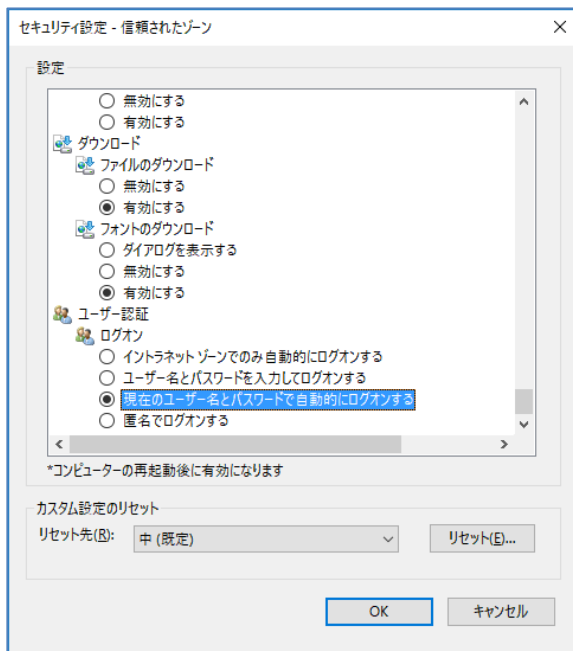 セキュリティ設定 - 信頼されたゾーン
設定
無効にする
有効にする
ダウンロード
ファイルのダウンロード
無効にする
有効にする
フォントのダウンロード
ダイアログを表示する
無効にする
有効にする
ユーザー認証
ログオン
イントラネット ゾーンでのみ自動的にログオンする
ユーザー名とパスワードを入力してログオンする
現在のユーザー名とパスワードで自動的にログオンする
匿名でログオンする
*コンピューターの再起動後に有効になります
カスタム設定のリセット
リセット先(R): 中 (既定) リセット(E)...
OK キャンセル